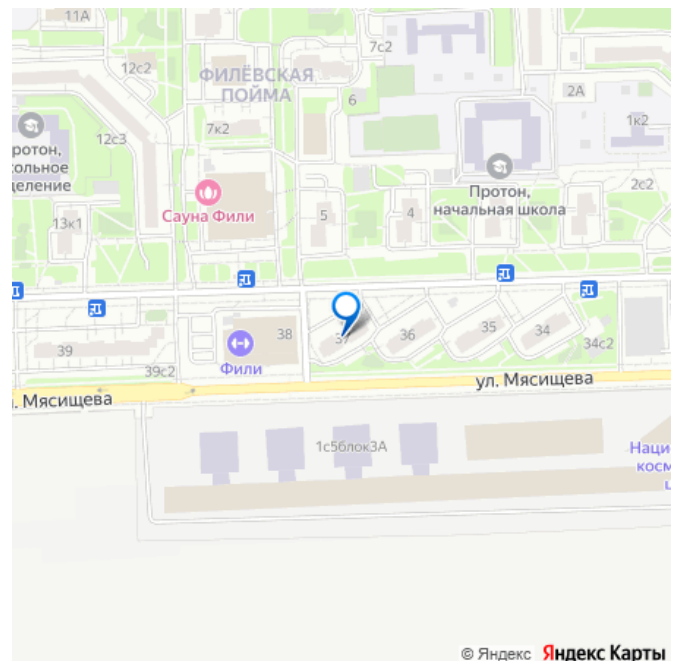 11А
12с2
7с2
ФИЛЁВСКАЯ
ПОЙМА
6
2А
1к2
7к2
12с3
ротон,
кольное
деление
Сауна Фили
Протон,
начальная школа
2с2
13к1
5
4
38
37
36
35
34
39
34с2
39с2
Фили
ул. Мясищева
л. Мясищева
1с5блок3А
Наци
косм
ц
© Яндекс Яндекс Карты